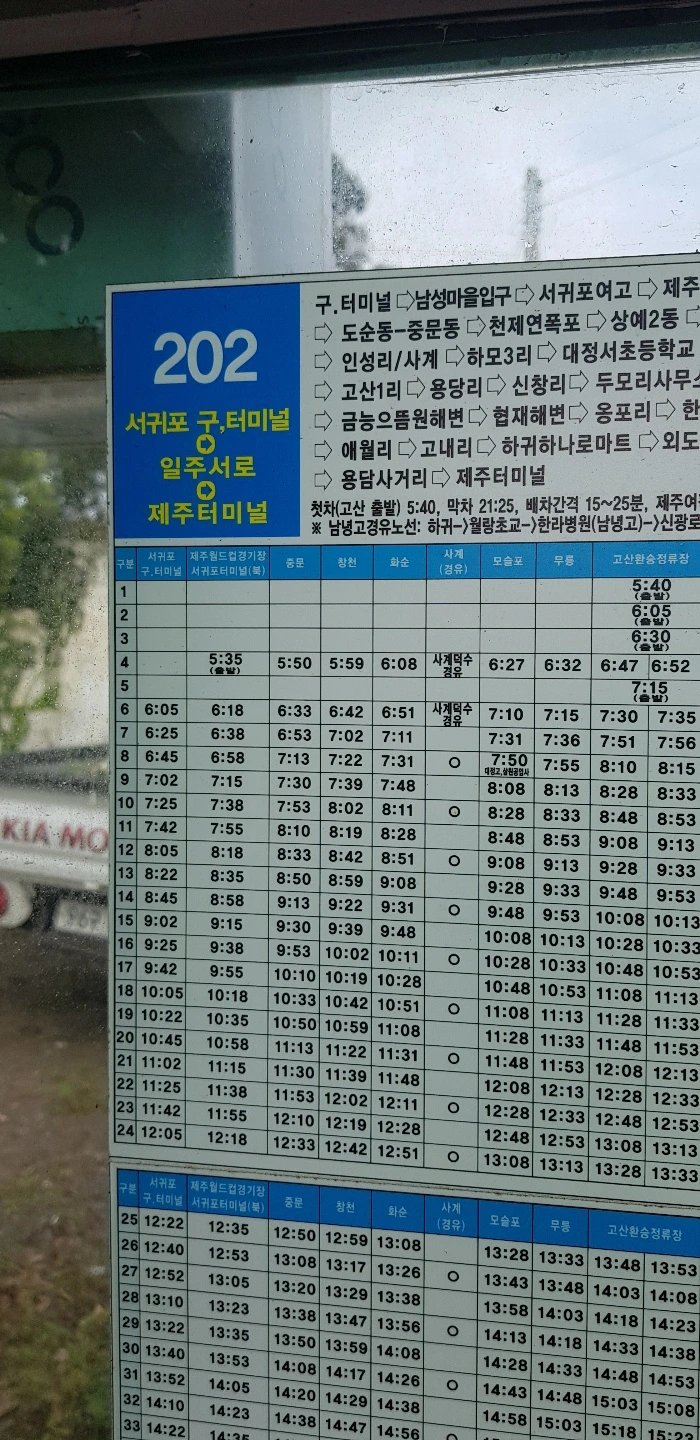 202
서귀포 구,터미널
일주서로
제주터미널
구.터미널 ⇨남성마을입구⇨ 서귀포여고 ⇨ 제주
⇨ 도순동-중문동 ⇨천제연폭포 ⇨ 상예2동 ⇨
⇨ 인성리/사계 ⇨하모3리⇨ 대정서초등학교
⇨ 고산1리⇨ 용당리⇨ 신창리⇨ 두모리사무
⇨ 금능으뜸원해변⇨ 협재해변⇨ 옹포리⇨ 한
⇨ 애월리 ⇨고내리 ⇨ 하귀하나로마트 ⇨외도
⇨ 용담사거리⇨ 제주터미널
첫차(고산 출발) 5:40, 막차 21:25, 배차간격 15~25분, 제주여
※ 남녕고경유노선: 하귀->월랑초교->한라병원(남녕고)->신광로
구분 서귀포 구.터미널 제주월드컵경기장 서귀포터미널(북) 중문 창천 화순 사계 (경유) 모슬포 무릉 고산환승정류장
1 5:40 (출발)
2 6:05 (출발)
3 6:30 (출발)
4 5:35 (출발) 5:50 5:59 6:08 사계덕수 경유 6:27 6:32 6:47 6:52
5 7:15 (출발)
6 6:05 6:18 6:33 6:42 6:51 사계덕수 경유 7:10 7:15 7:30 7:35
7 6:25 6:38 6:53 7:02 7:11 7:31 7:36 7:51 7:56
8 6:45 6:58 7:13 7:22 7:31 O 7:50 7:55 8:10 8:15
9 7:02 7:15 7:30 7:39 7:48 8:08 8:13 8:28 8:33
10 7:25 7:38 7:53 8:02 8:11 O 8:28 8:33 8:48 8:53
11 7:42 7:55 8:10 8:19 8:28 8:48 8:53 9:08 9:13
12 8:05 8:18 8:33 8:42 8:51 O 9:08 9:13 9:28 9:33
13 8:22 8:35 8:50 8:59 9:08 9:28 9:33 9:48 9:53
14 8:45 8:58 9:13 9:22 9:31 O 9:48 9:53 10:08 10:13
15 9:02 9:15 9:30 9:39 9:48 10:08 10:13 10:28 10:33
16 9:25 9:38 9:53 10:02 10:11 O 10:28 10:33 10:48 10:53
17 9:42 9:55 10:10 10:19 10:28 10:48 10:53 11:08 11:13
18 10:05 10:18 10:33 10:42 10:51 O 11:08 11:13 11:28 11:33
19 10:22 10:35 10:50 10:59 11:08 11:28 11:33 11:48 11:53
20 10:45 10:58 11:13 11:22 11:31 O 11:48 11:53 12:08 12:13
21 11:02 11:15 11:30 11:39 11:48 12:08 12:13 12:28 12:33
22 11:25 11:38 11:53 12:02 12:11 O 12:28 12:33 12:48 12:53
23 11:42 11:55 12:10 12:19 12:28 12:48 12:53 13:08 13:13
24 12:05 12:18 12:33 12:42 12:51 O 13:08 13:13 13:28 13:33
구분 서귀포 구.터미널 제주월드컵경기장 서귀포터미널(북) 중문 창천 화순 사계 (경유) 모슬포 무릉 고산환승정류장
25 12:22 12:35 12:50 12:59 13:08 13:28 13:33 13:48 13:53
26 12:40 12:53 13:08 13:17 13:26 O 13:43 13:48 14:03 14:08
27 12:52 13:05 13:20 13:29 13:38 13:58 14:03 14:18 14:23
28 13:10 13:23 13:38 13:47 13:56 O 14:13 14:18 14:33 14:38
29 13:22 13:35 13:50 13:59 14:08 14:28 14:33 14:48 14:53
30 13:40 13:53 14:08 14:17 14:26 O 14:43 14:48 15:03 15:08
31 13:52 14:05 14:20 14:29 14:38 14:58 15:03 15:18 15:23
32 14:10 14:23 14:38 14:47 14:56 O
33 14:22 14:35
KIA MO